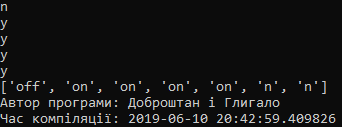 n
y
y
y
y
['off', 'on', 'on', 'on', 'on', 'n', 'n']
Автор програми: Доброштан і Глигало
Час компіляції: 2019-06-10 20:42:59.409826